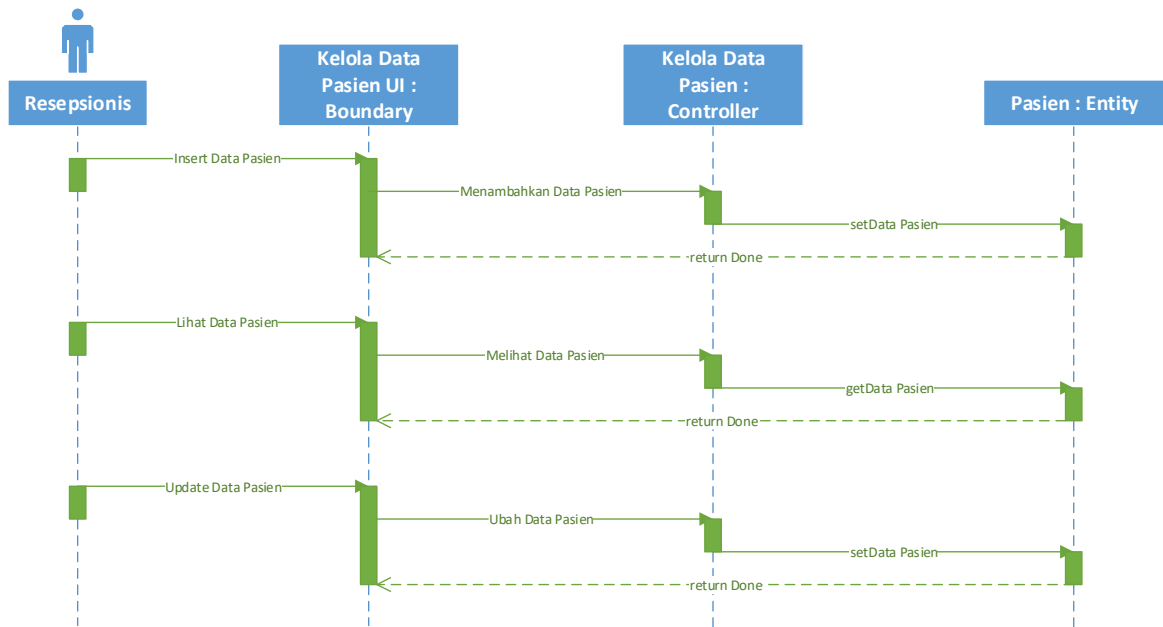 Resepsionis
Kelola Data
Pasien UI :
Boundary
Kelola Data
Pasien :
Controller
Pasien : Entity
Insert Data Pasien
Menambahkan Data Pasien
setData Pasien
return Done
Lihat Data Pasien
Melihat Data Pasien
getData Pasien
return Done
Update Data Pasien
Ubah Data Pasien
setData Pasien
return Done